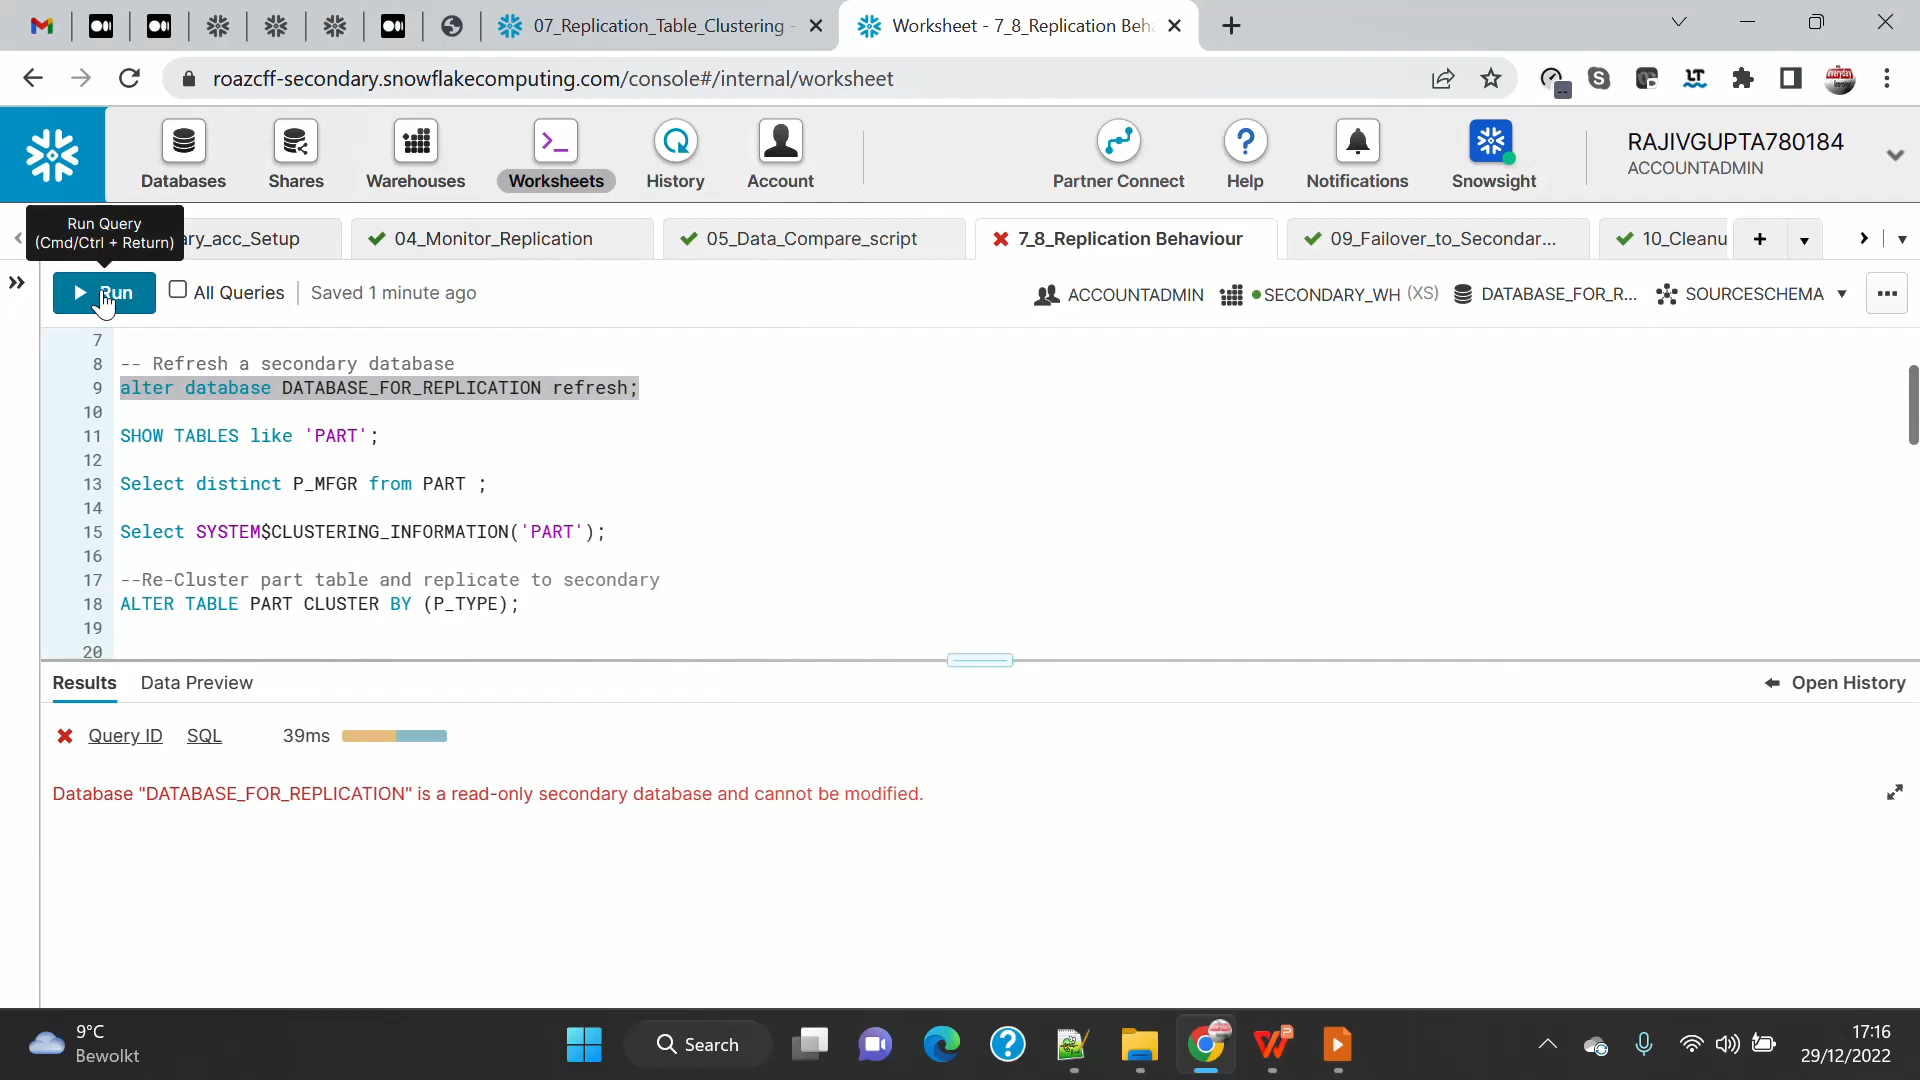 07_Replication_Table_Clustering -
Worksheet - 7_8_Replication Beha
roazcff-secondary.snowflakecomputing.com/console#/internal/worksheet
Databases
Shares
Warehouses
Worksheets
History
Account
Partner Connect
Help
Notifications
Snowsight
RAJIVGUPTA780184
ACCOUNTADMIN
Run Query
(Cmd/Ctrl + Return)
ry_acc_Setup
04_Monitor_Replication
05_Data_Compare_script
7_8_Replication Behaviour
09_Failover_to_Secondar...
10_Cleanu
Run
All Queries
Saved 1 minute ago
ACCOUNTADMIN
SECONDARY_WH (XS)
DATABASE_FOR_R...
SOURCESCHEMA
7
8 -- Refresh a secondary database
9 alter database DATABASE_FOR_REPLICATION refresh;
10
11 SHOW TABLES like 'PART';
12
13 Select distinct P_MFGR from PART ;
14
15 Select SYSTEM$CLUSTERING_INFORMATION('PART');
16
17 --Re-Cluster part table and replicate to secondary
18 ALTER TABLE PART CLUSTER BY (P_TYPE);
19
20
Results
Data Preview
Open History
Query ID
SQL
39ms
Database "DATABASE_FOR_REPLICATION" is a read-only secondary database and cannot be modified.
9°C
Bewolkt
Search
17:16
29/12/2022